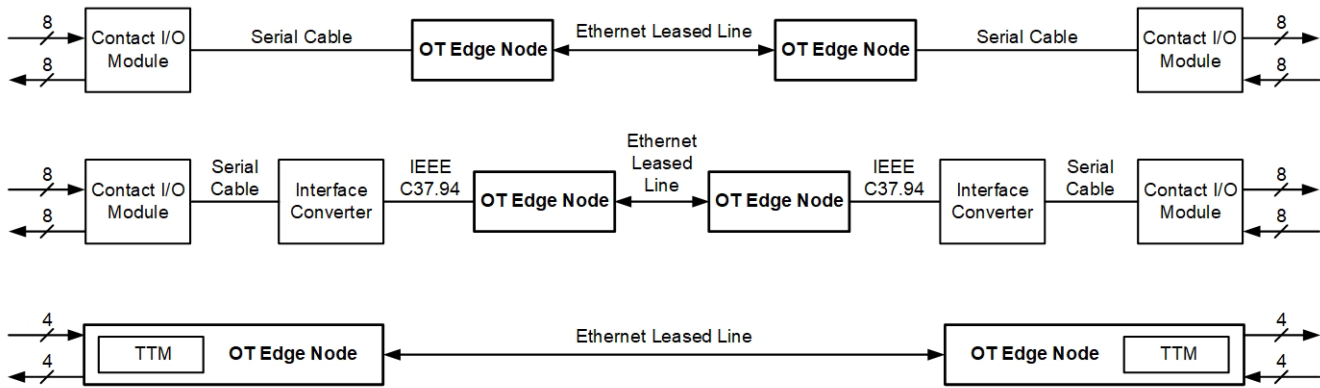 8
8
Contact I/O
Module
Serial Cable
OT Edge Node
Ethernet Leased Line
OT Edge Node
Serial Cable
Contact I/O
Module
8
8
8
8
Contact I/O
Module
Serial
Cable
Interface
Converter
IEEE
C37.94
OT Edge Node
Ethernet
Leased
Line
OT Edge Node
IEEE
C37.94
Interface
Converter
Serial
Cable
Contact I/O
Module
8
8
4
4
TTM
OT Edge Node
Ethernet Leased Line
OT Edge Node
TTM
4
4